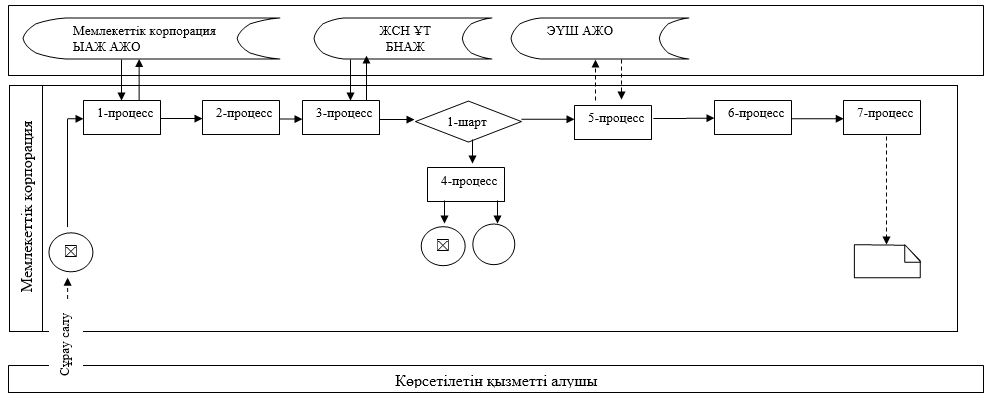 Мемлекеттік корпорация
ЫАЖ АЖО
ЖСН ҰТ
БНАЖ
ЭҮШ АЖО
1-процесс
2-процесс
3-процесс
1-шарт
5-процесс
6-процесс
7-процесс
4-процесс
Мемлекеттік корпорация
Сұрау салу
Көрсетілетін қызметті алушы